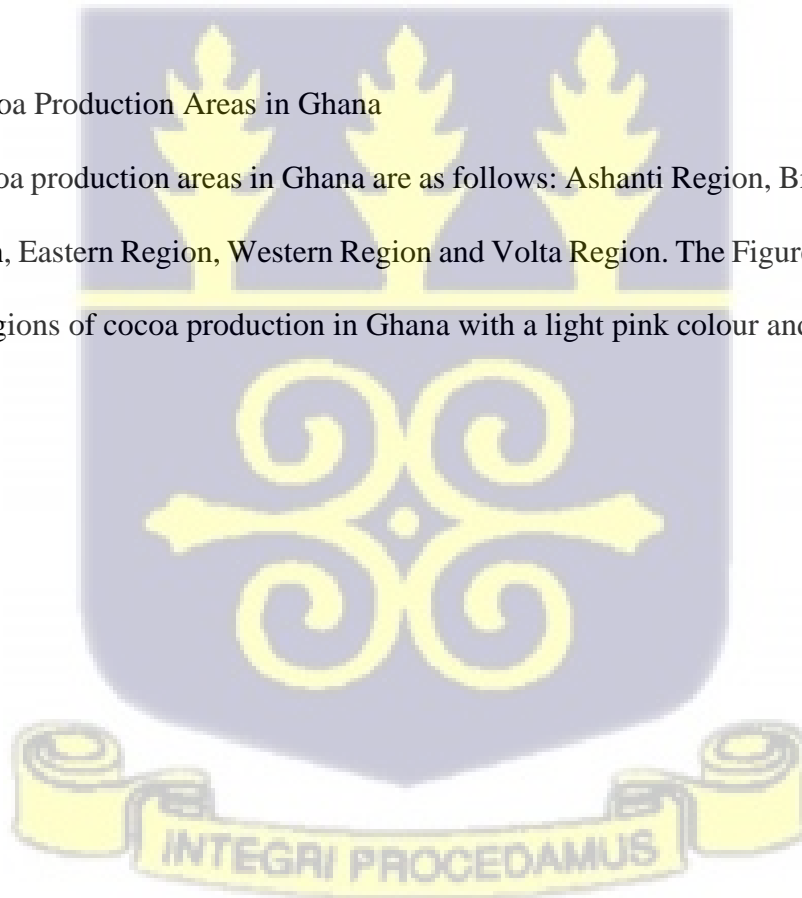 oa Production Areas in Ghana
oa production areas in Ghana are as follows: Ashanti Region, B
, Eastern Region, Western Region and Volta Region. The Figure
gions of cocoa production in Ghana with a light pink colour and
INTEGRI PROCEDAMUS